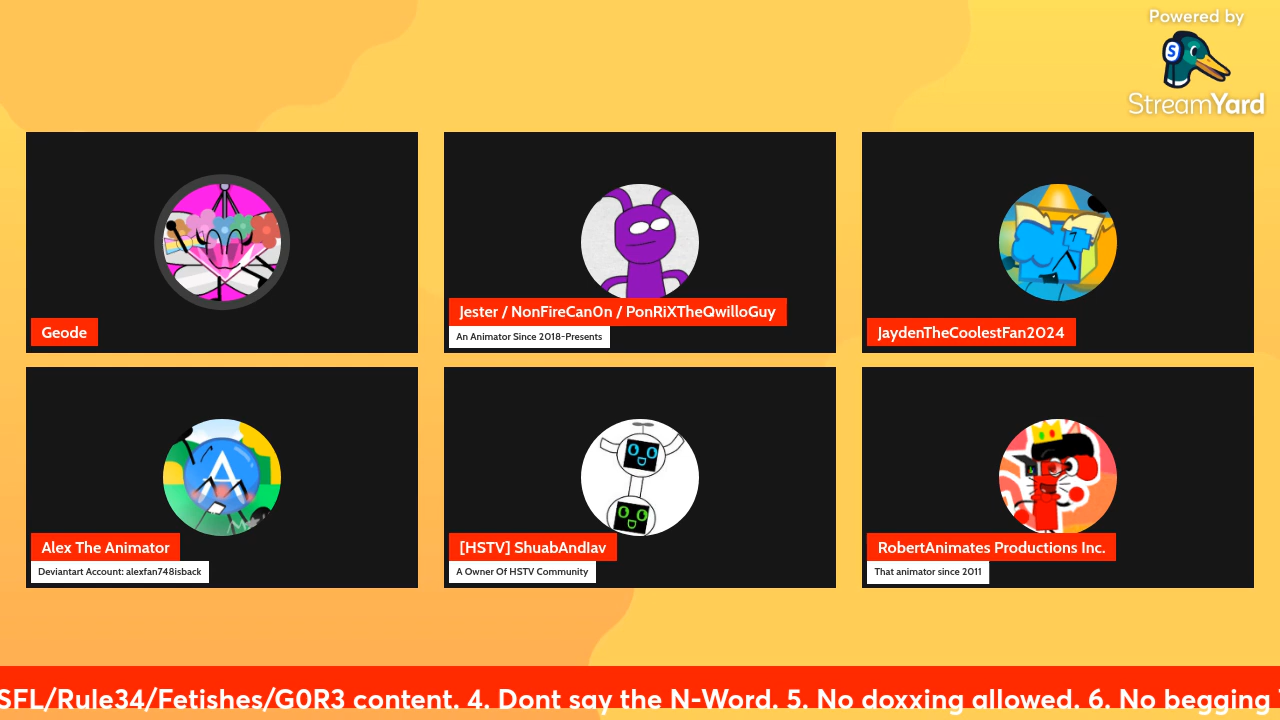 Powered by
StreamYard
Geode
Jester / NonFireCan0n / PonRiXTheQwilloGuy
An Animator Since 2018-Presents
JaydenTheCoolestFan2024
Alex The Animator
Deviantart Account: alexfan748isback
[HSTV] ShuabAndIav
A Owner Of HSTV Community
RobertAnimates Productions Inc.
That animator since 2011
SFL/Rule34/Fetishes/G0R3 content. 4. Dont say the N-Word. 5. No doxxing allowed. 6. No begging